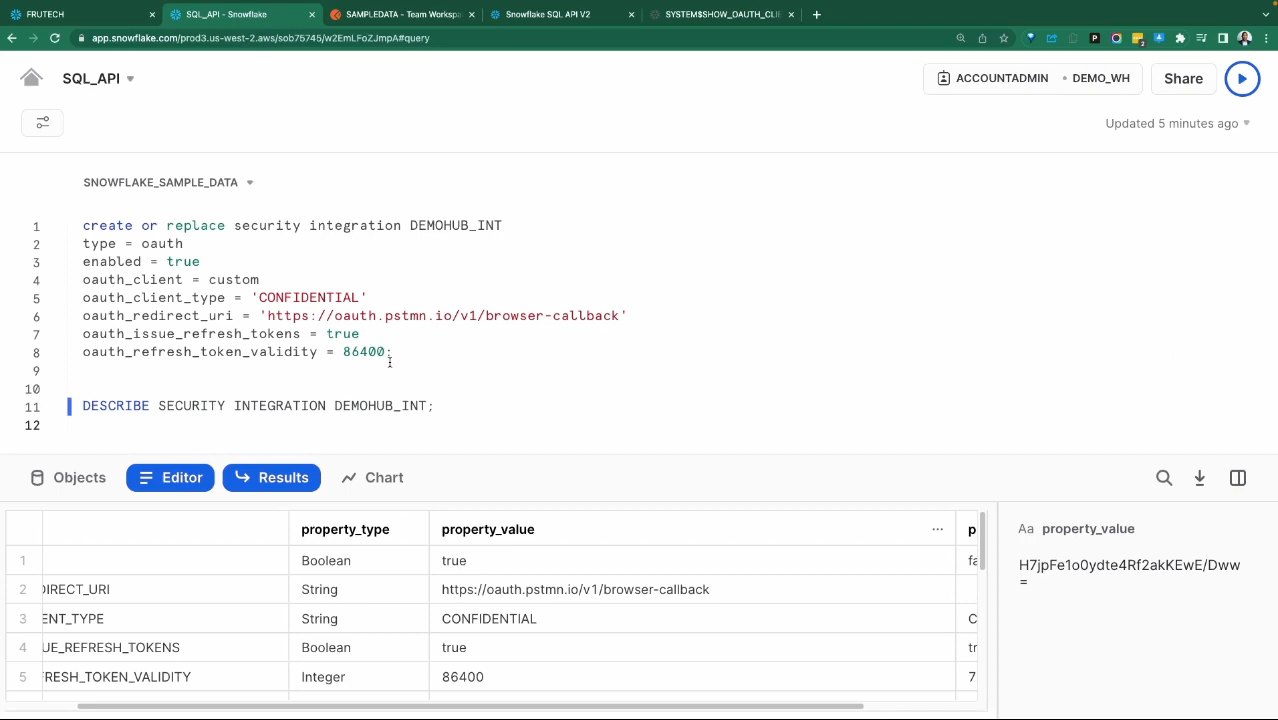 FRUTECH
SQL_API - Snowflake
SAMPLEDATA - Team Workspa
Snowflake SQL API V2
SYSTEM$SHOW_OAUTH_CLIE
app.snowflake.com/prod3.us-west-2.aws/sob75745/w2EmLFoZJmpA#query
SQL_API
ACCOUNTADMIN
DEMO_WH
Share
Updated 5 minutes ago
SNOWFLAKE_SAMPLE_DATA
1 create or replace security integration DEMOHUB_INT
2 type = oauth
3 enabled = true
4 oauth_client = custom
5 oauth_client_type = 'CONFIDENTIAL'
6 oauth_redirect_uri = 'https://oauth.pstmn.io/v1/browser-callback'
7 oauth_issue_refresh_tokens = true
8 oauth_refresh_token_validity = 86400;
9
10
11 DESCRIBE SECURITY INTEGRATION DEMOHUB_INT;
12
Objects Editor Results Chart
property_type property_value ... p
1 Boolean true fa
2 DIRECT_URI String https://oauth.pstmn.io/v1/browser-callback
3 ENT_TYPE String CONFIDENTIAL C
4 UE_REFRESH_TOKENS Boolean true tr
5 FRESH_TOKEN_VALIDITY Integer 86400 7
Aa property_value
H7jpFe1o0ydte4Rf2akKEwE/Dww
=